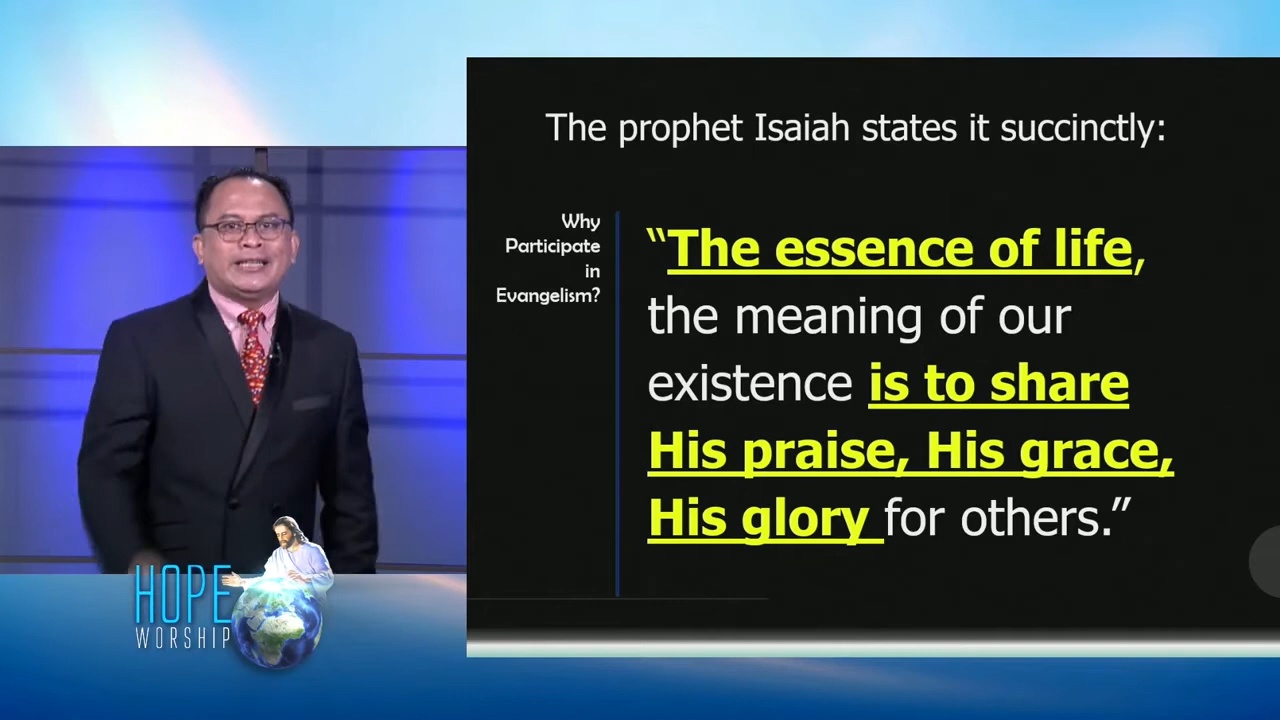 The prophet Isaiah states it succinctly:
Why
Participate
in
Evangelism?
“The essence of life,
the meaning of our
existence is to share
His praise, His grace,
His glory for others.”
HOPE
WORSHIP